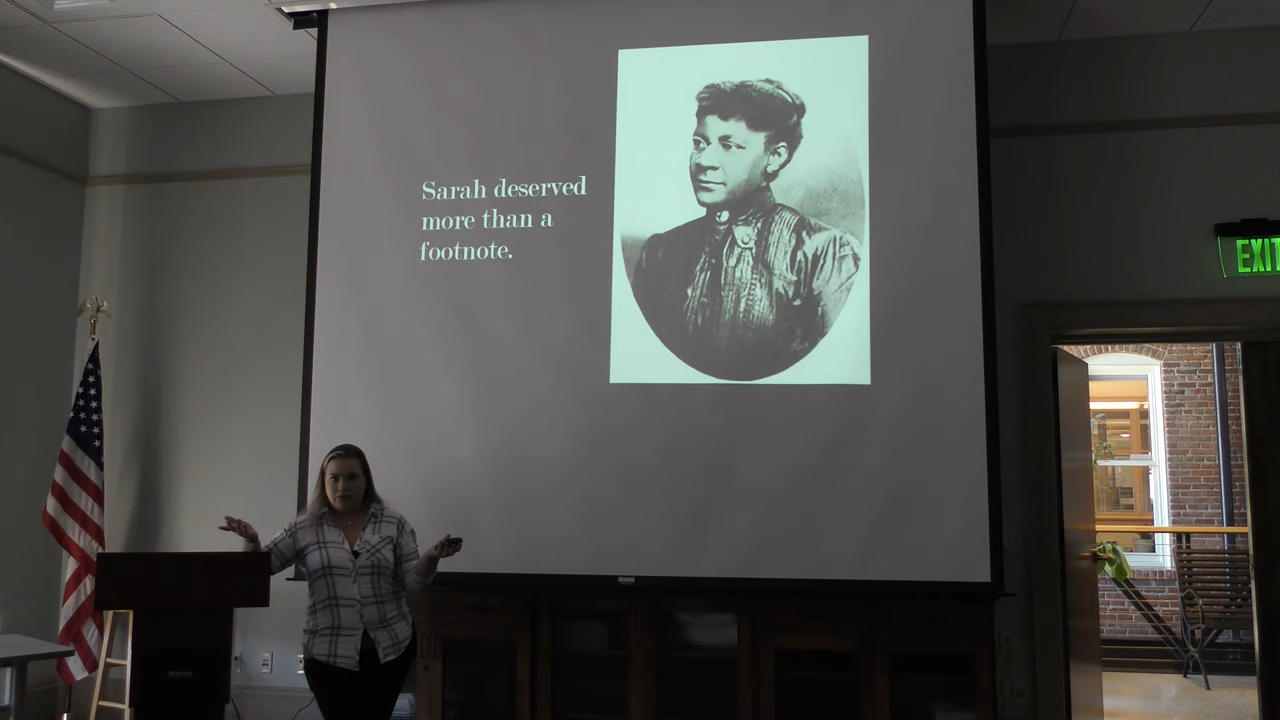 Sarah deserved
more than a
footnote.
EXIT